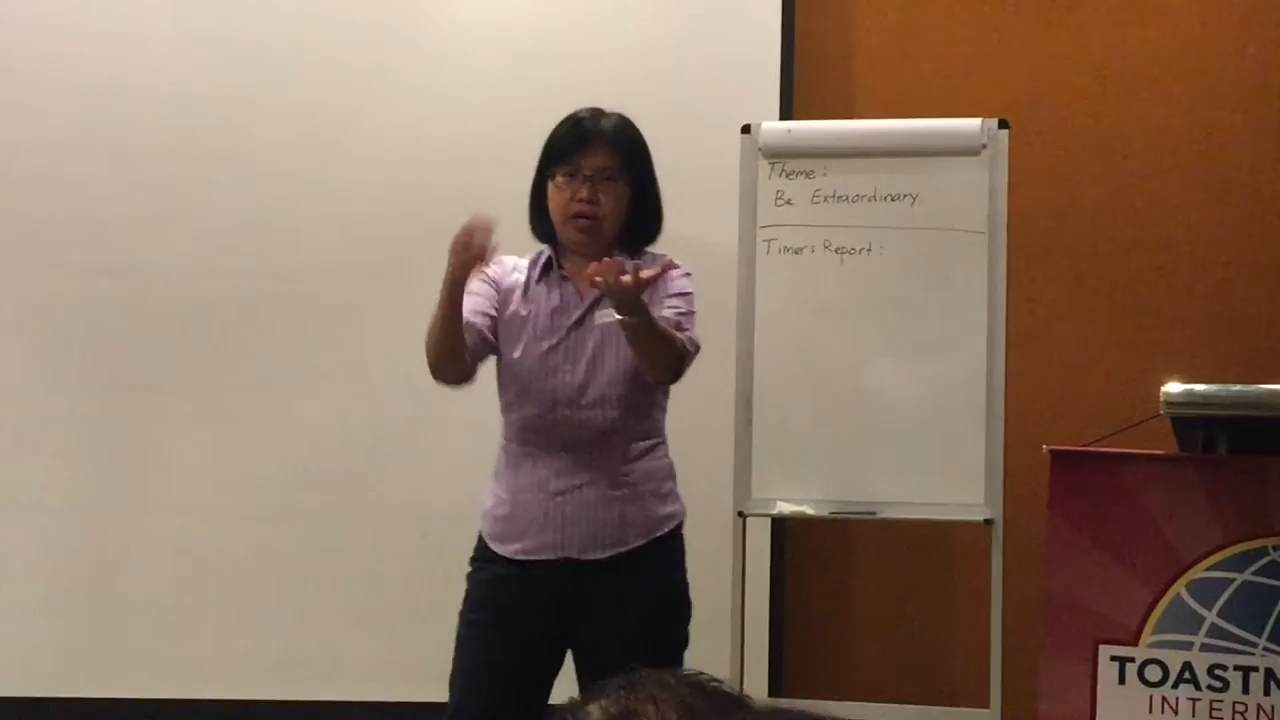 Theme:
Be Extraordinary
Timer's Report:
TOASTM
INTERN